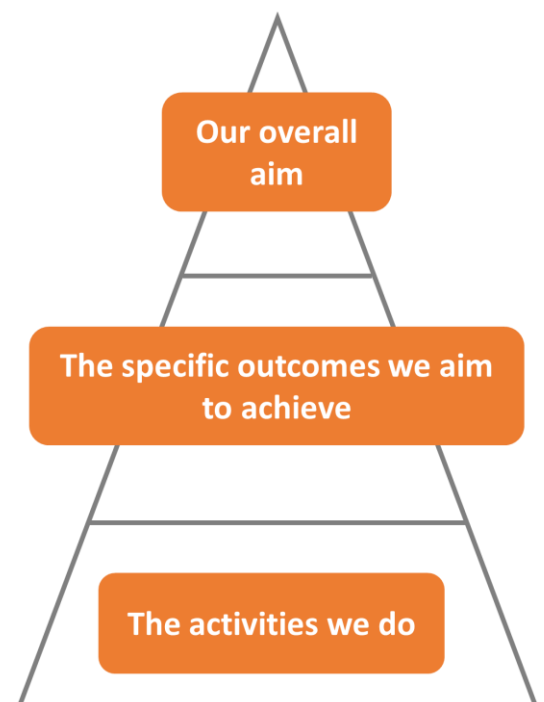 Our overall
aim
The specific outcomes we aim
to achieve
The activities we do